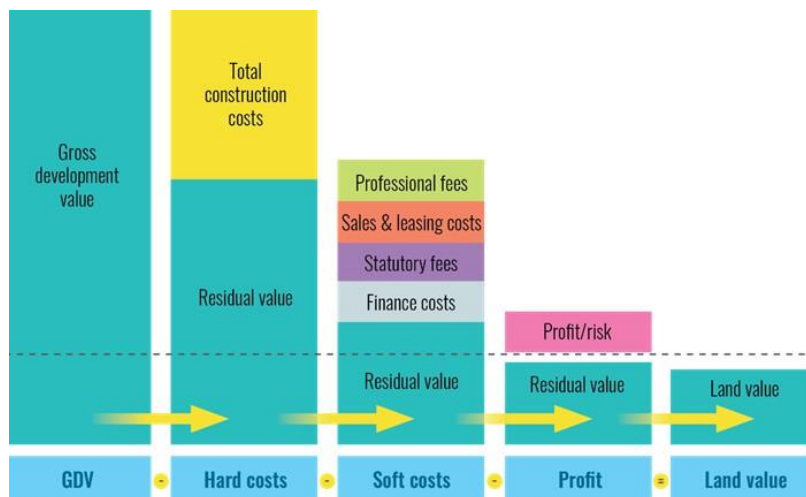 Gross
development
value
Total
construction
costs
Residual value
Professional fees
Sales & leasing costs
Statutory fees
Finance costs
Residual value
Profit/risk
Residual value
Land value
GDV - Hard costs - Soft costs - Profit = Land value